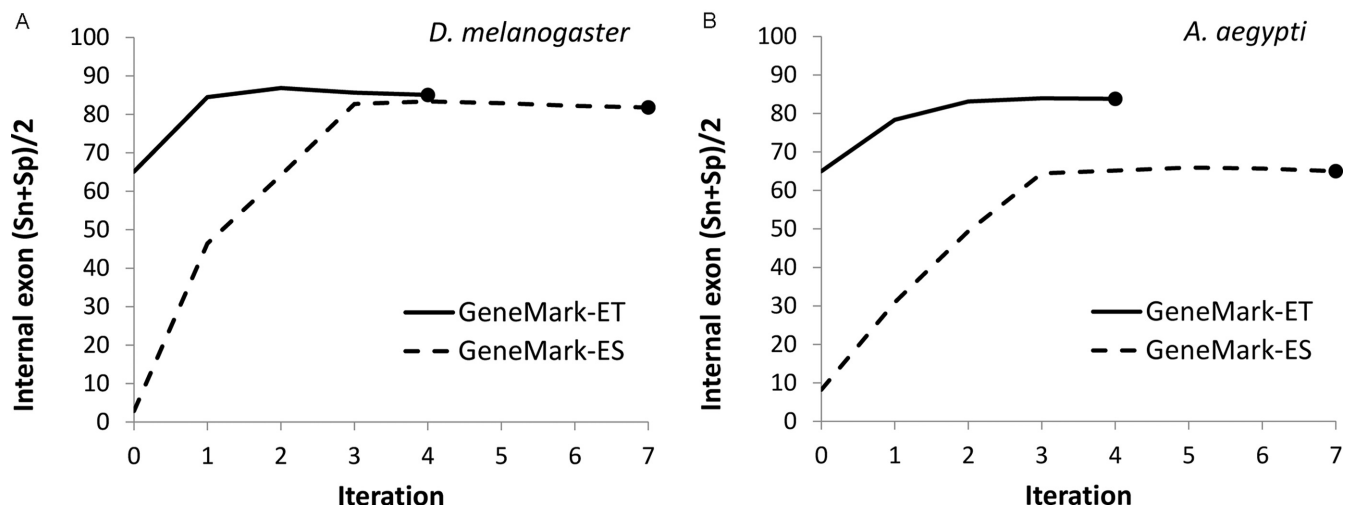 A
D. melanogaster
Internal exon (Sn+Sp)/2
100
90
80
70
60
50
40
30
20
10
0
GeneMark-ET
GeneMark-ES
0 1 2 3 4 5 6 7
Iteration
B
A. aegypti
Internal exon (Sn+Sp)/2
100
90
80
70
60
50
40
30
20
10
0
GeneMark-ET
GeneMark-ES
0 1 2 3 4 5 6 7
Iteration